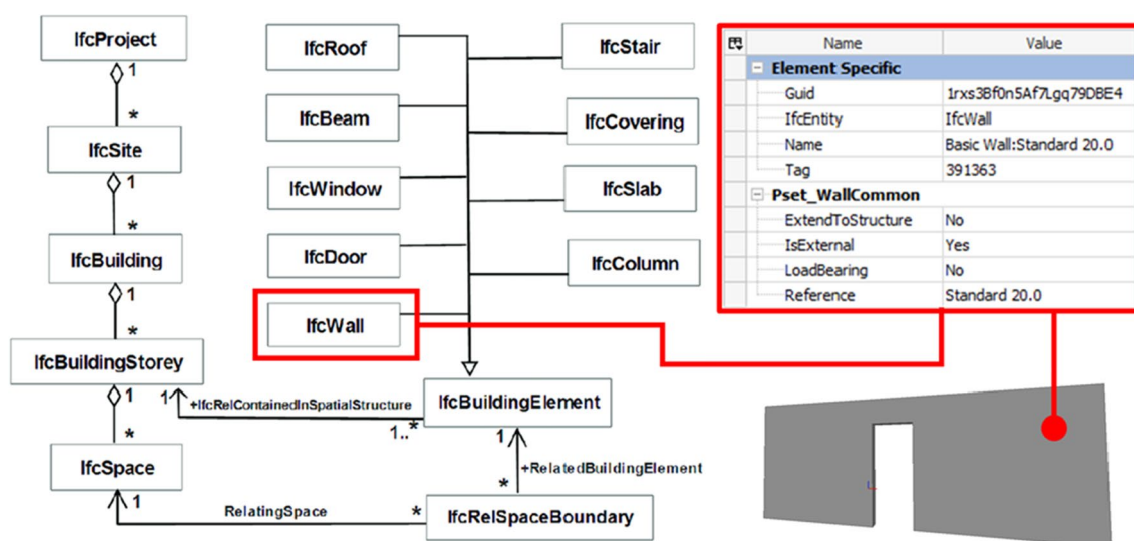 IfcProject
1
*
IfcSite
1
*
IfcBuilding
1
*
IfcBuildingStorey
1
*
IfcSpace
IfcRoof
IfcBeam
IfcWindow
IfcDoor
IfcWall
IfcStair
IfcCovering
IfcSlab
IfcColumn
1
+IfcRelContainedInSpatialStructure
1..*
IfcBuildingElement
1
+RelatedBuildingElement
*
1
RelatingSpace
*
IfcRelSpaceBoundary
Name Value
Element Specific
Guid 1rxs3Bf0n5Af7Lgq79DBE4
IfcEntity IfcWall
Name Basic Wall:Standard 20.0
Tag 391363
Pset_WallCommon
ExtendToStructure No
IsExternal Yes
LoadBearing No
Reference Standard 20.0